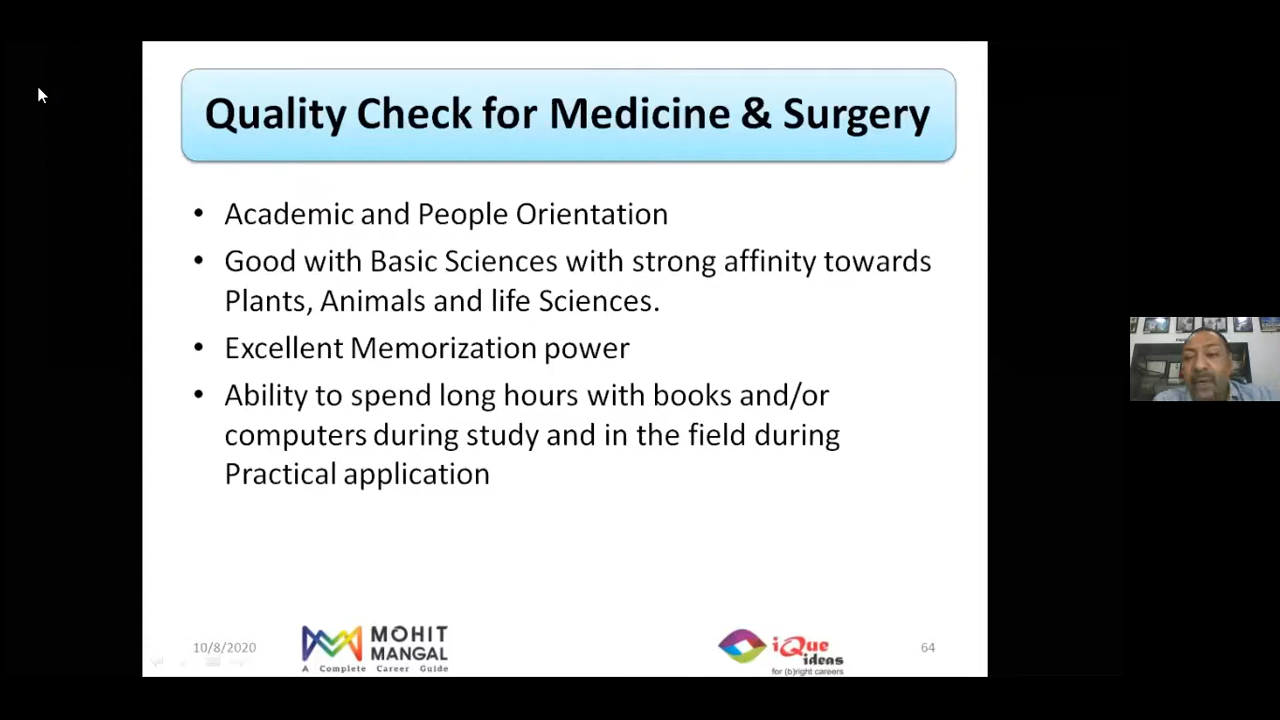 Quality Check for Medicine & Surgery
• Academic and People Orientation
• Good with Basic Sciences with strong affinity towards
Plants, Animals and life Sciences.
• Excellent Memorization power
• Ability to spend long hours with books and/or
computers during study and in the field during
Practical application
10/8/2020
MOHIT
MANGAL
A Complete Career Guide
iQue
ideas
for (b)right careers
64